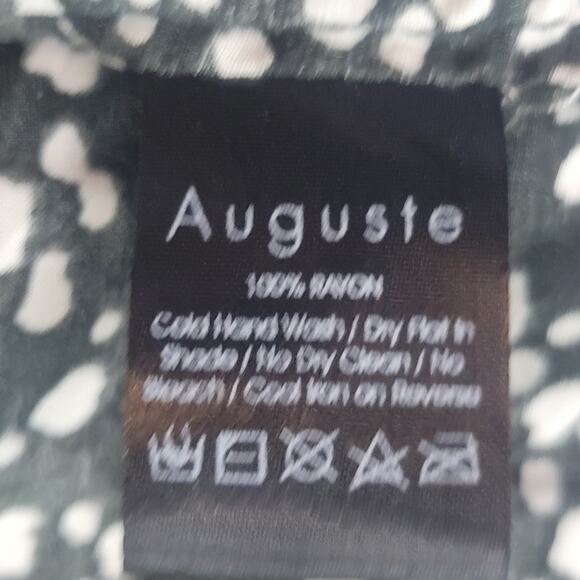 Auguste
100% RAYON
Cold Hand Wash / Dry Flat in
Shade / No Dry Clean / No
Bleach / Cool Iron on Reverse